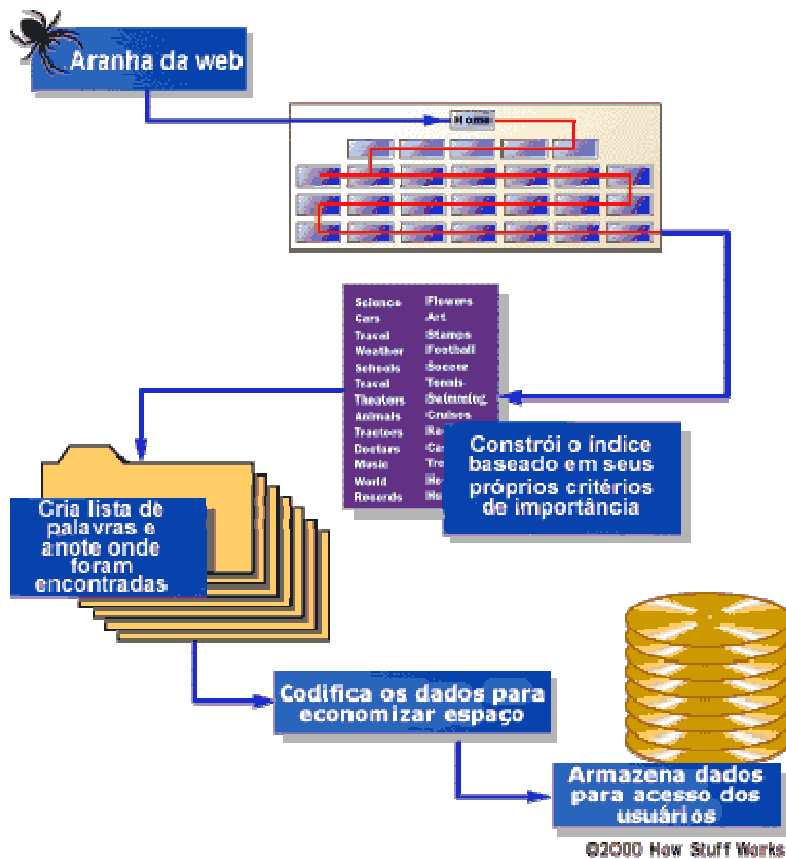 Aranha da web
Home
Science
Cars
Travel
Weather
Schools
Travel
Theaters
Animals
Tractors
Doctors
Music
World
Records
Flowers
Art
Stamps
Football
Soccer
Tennis
Swimming
Cruises
Constrói o índice
baseado em seus
próprios critérios
de importância
Cria lista de
palavras e
anote onde
foram
encontradas
Codifica os dados para
economizar espaço
Armazena dados
para acesso dos
usuários
©2000 How Stuff Works